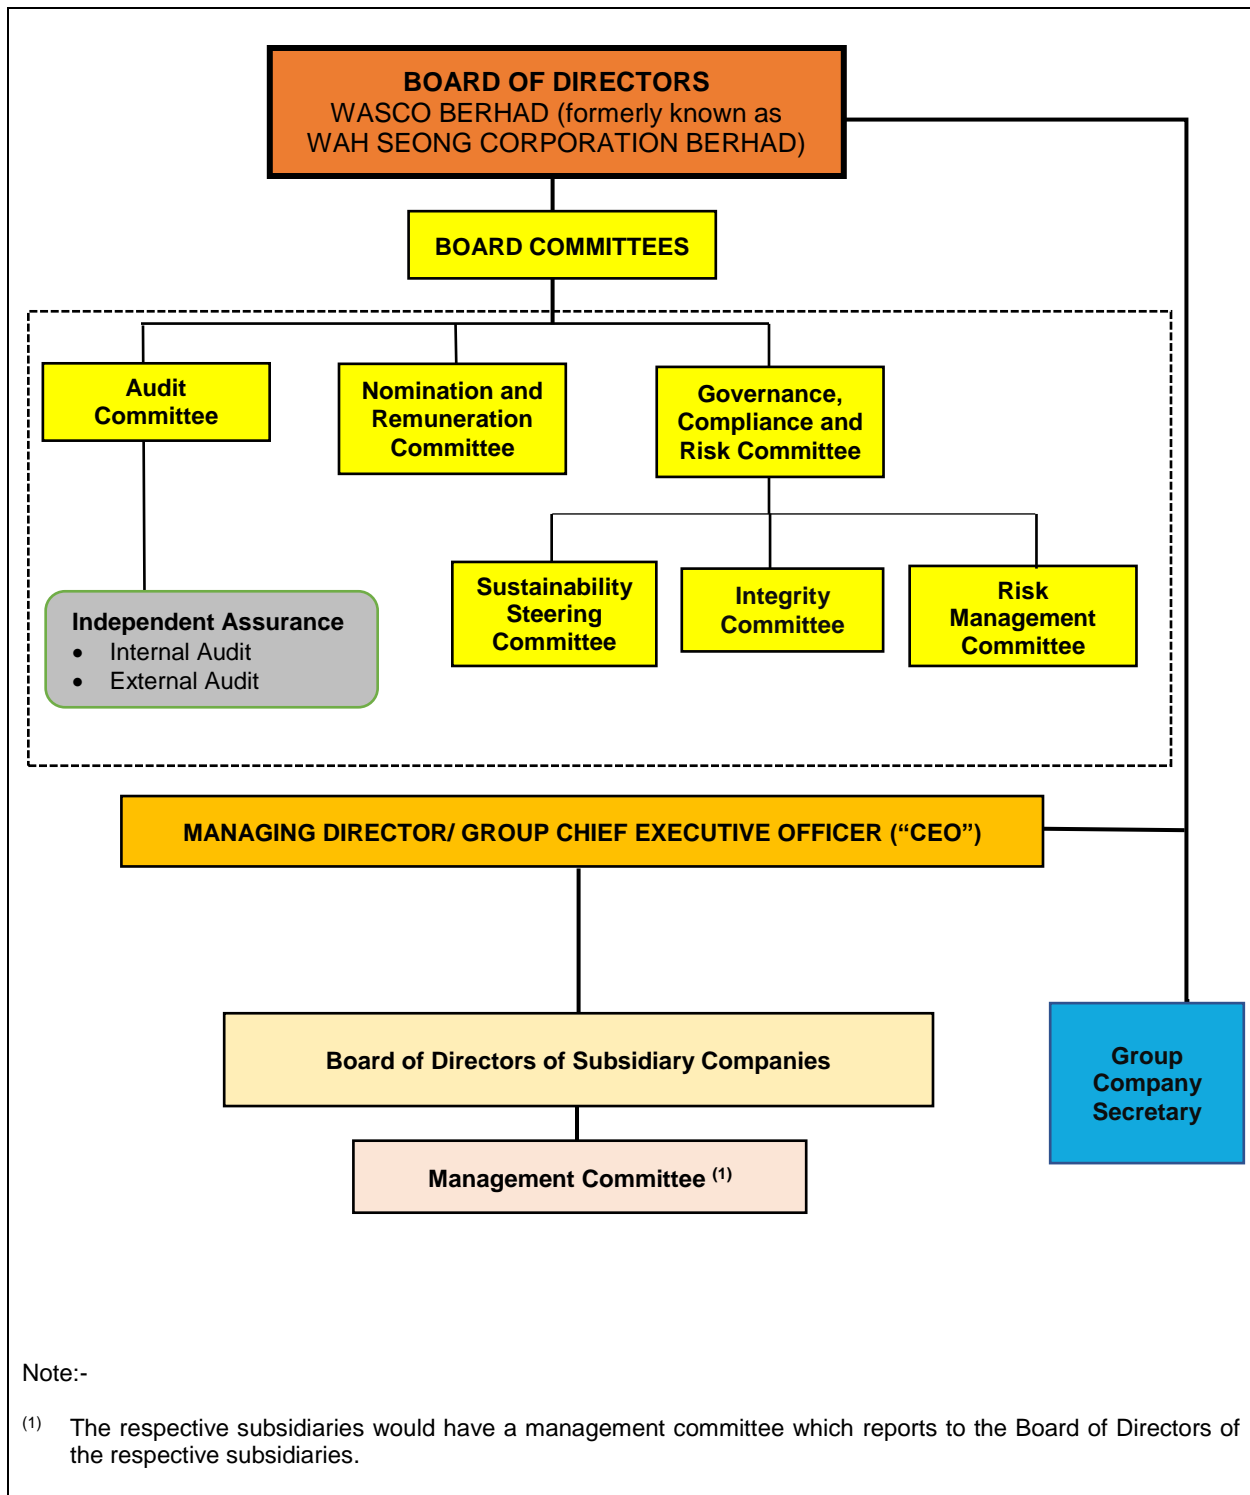 BOARD OF DIRECTORS
WASCO BERHAD (formerly known as
WAH SEONG CORPORATION BERHAD)
BOARD COMMITTEES
Audit
Committee
Nomination and
Remuneration
Committee
Governance,
Compliance and
Risk Committee
Sustainability
Steering
Committee
Integrity
Committee
Risk
Management
Committee
Independent Assurance
• Internal Audit
• External Audit
MANAGING DIRECTOR/ GROUP CHIEF EXECUTIVE OFFICER (“CEO”)
Board of Directors of Subsidiary Companies
Group
Company
Secretary
Management Committee (1)
Note:-
(1) The respective subsidiaries would have a management committee which reports to the Board of Directors of
the respective subsidiaries.